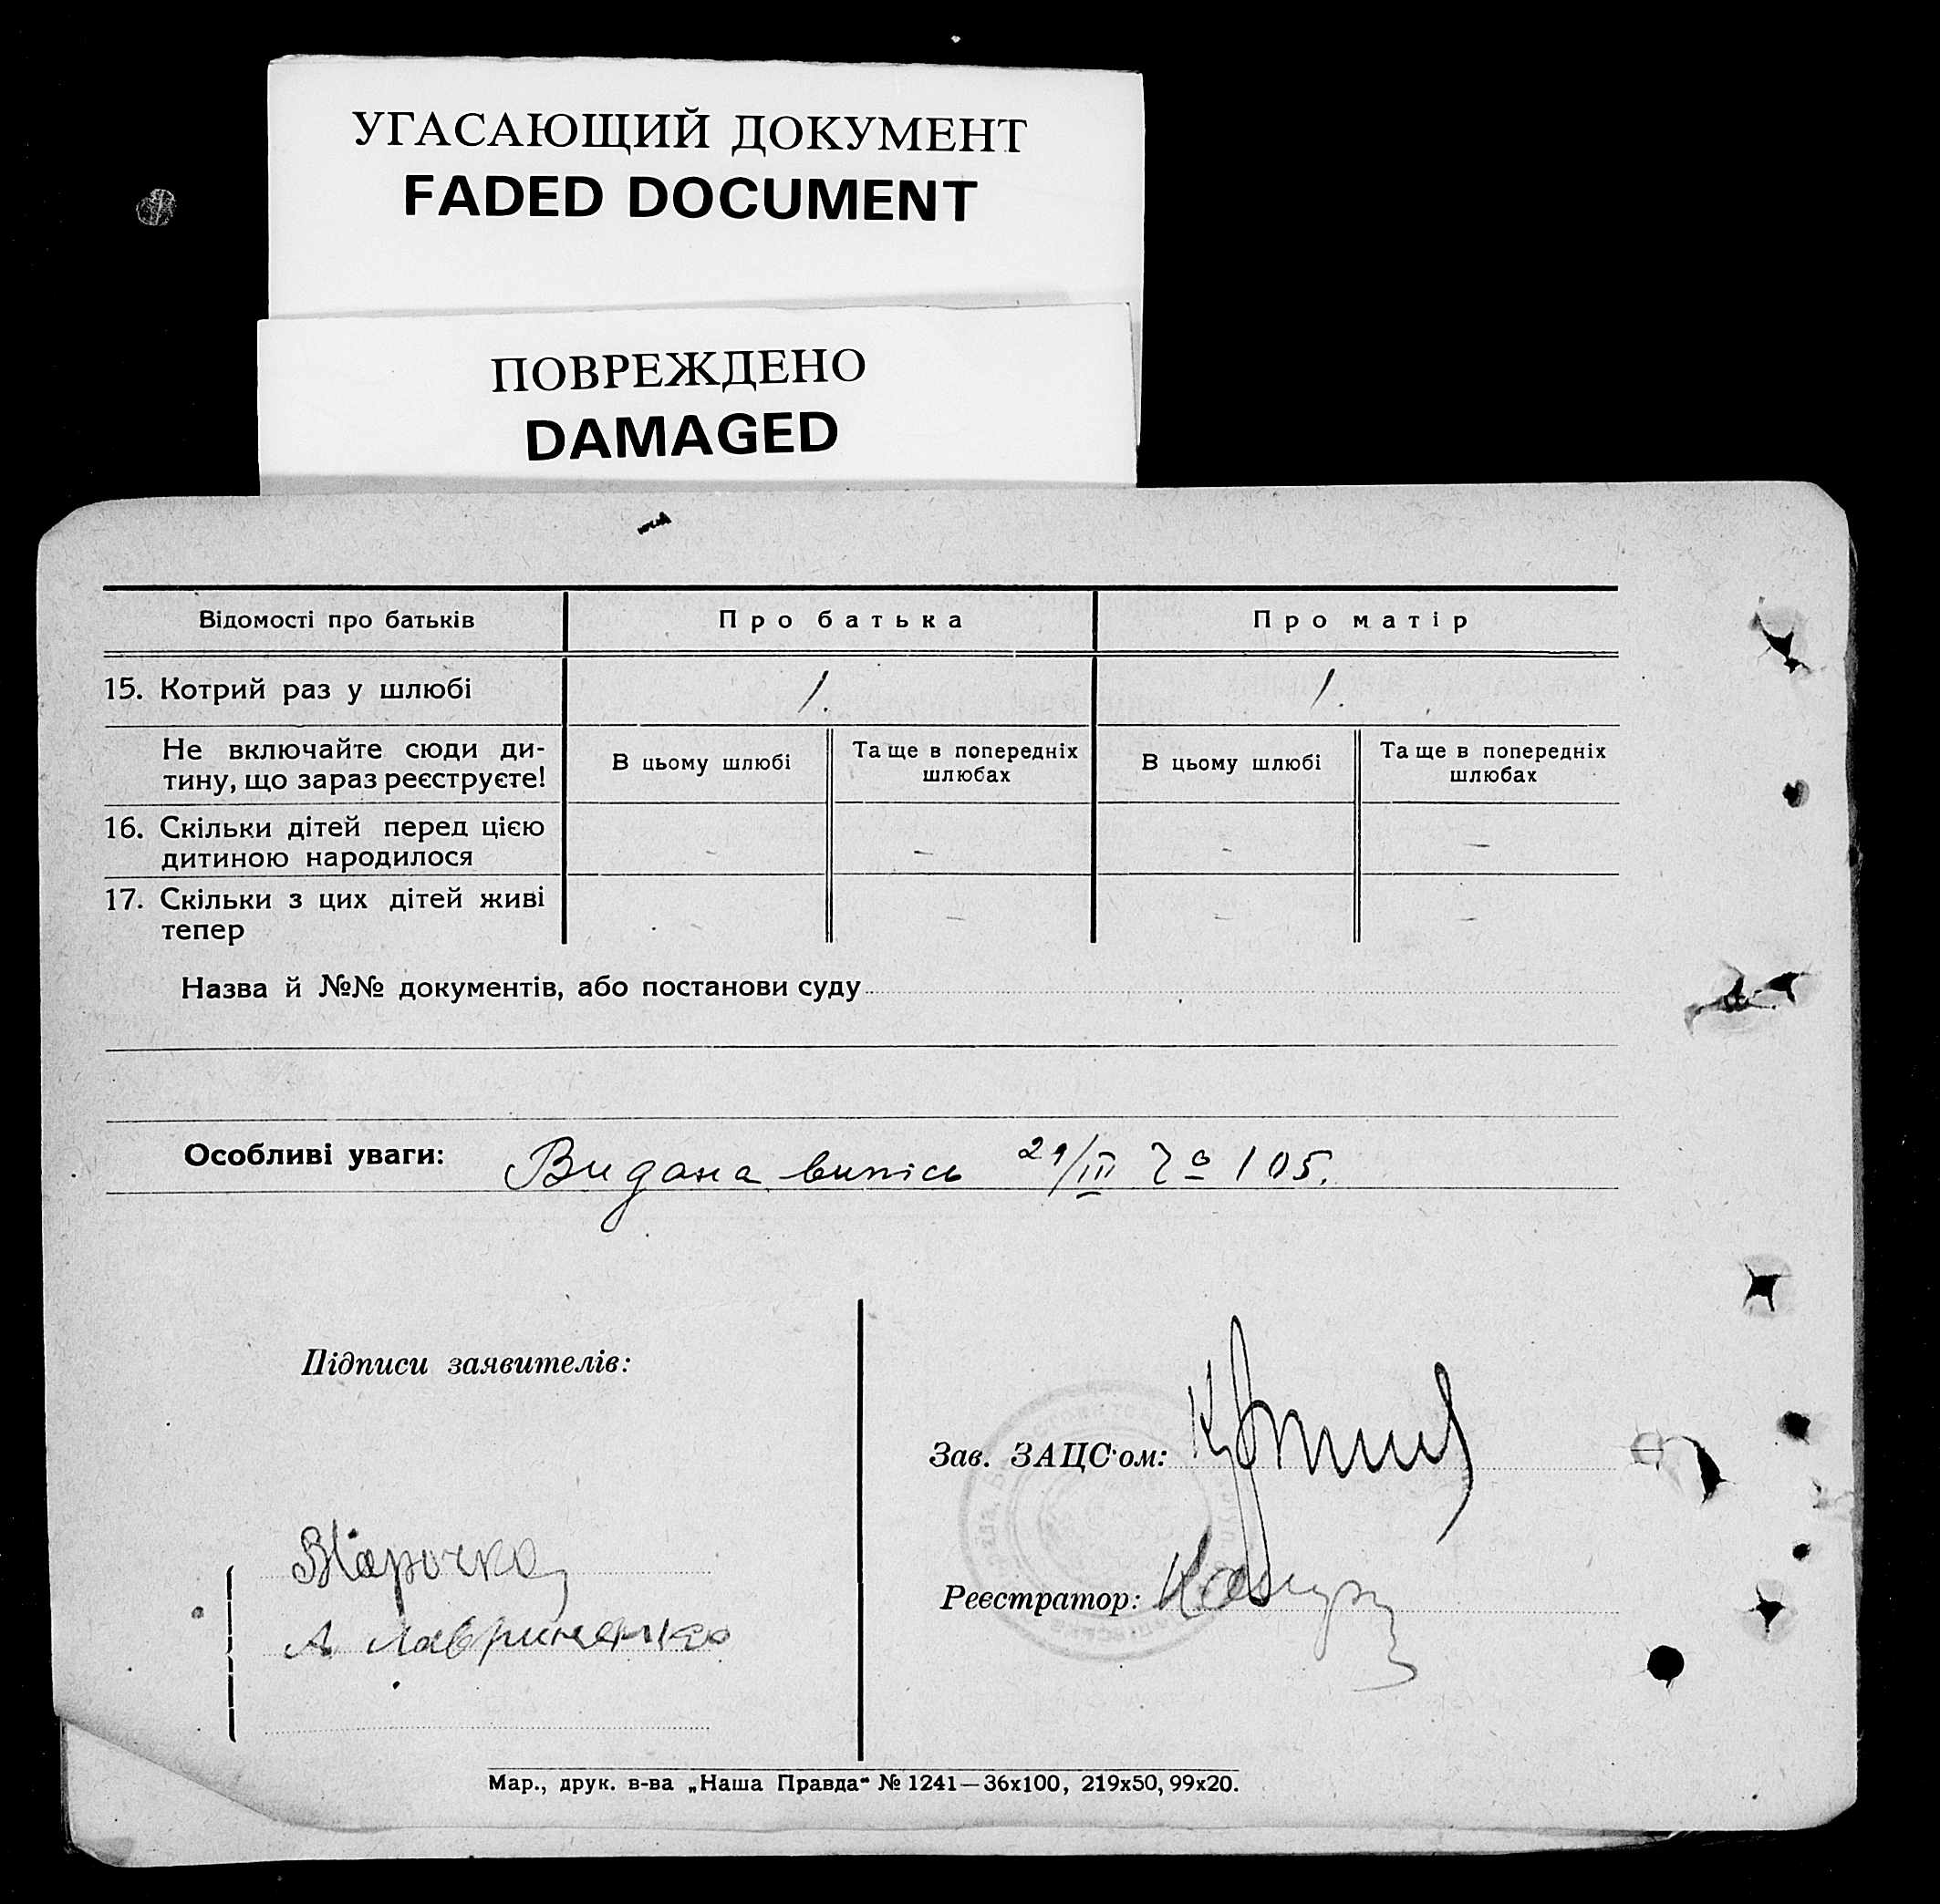 УГАСАЮЩИЙ ДОКУМЕНТ
FADED DOCUMENT
ПОВРЕЖДЕНО
DAMAGED
Відомості про батьків
Про батька
Про матір
15. Котрий раз у шлюбі
1.
1.
Не включайте сюди ди-
тину, що зараз реєструєте!
В цьому шлюбі
Та ще в попередніх
шлюбах
В цьому шлюбі
Та ще в попередніх
шлюбах
16. Скільки дітей перед цією
дитиною народилося
-
—
-
—
17. Скільки з цих дітей живі
тепер
-
—
-
—
Назва й №№ документів, або постанови суду
Особливі уваги: Видана випись 29/III 105.
Підписи заявителів:
Зав. ЗАЦС'ом:
А Лавриненко
Реєстратор:
Мар., друк. в-ва „Наша Правда“ № 1241—36х100, 219х50, 99х20.